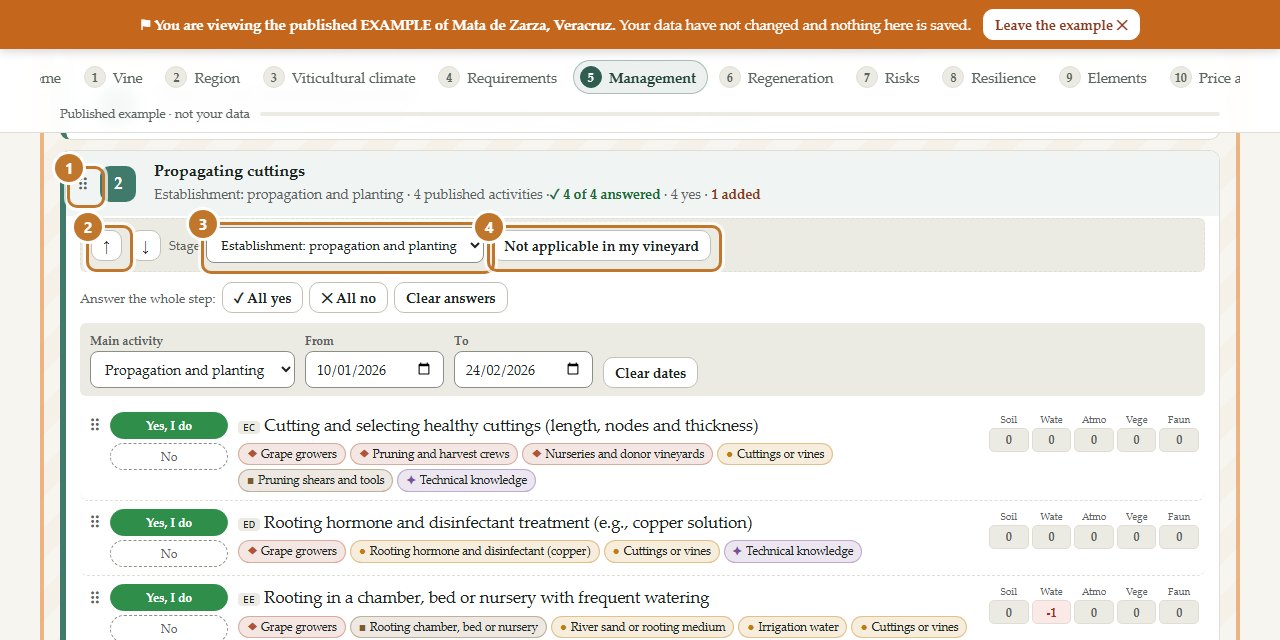 ⚑ You are viewing the published EXAMPLE of Mata de Zarza, Veracruz. Your data have not changed and nothing here is saved. Leave the example ✕
me 1 Vine 2 Region 3 Viticultural climate 4 Requirements 5 Management 6 Regeneration 7 Risks 8 Resilience 9 Elements 10 Price a
Published example · not your data
1
2 Propagating cuttings
Establishment: propagation and planting · 4 published activities · ✓ 4 of 4 answered · 4 yes · 1 added
2 3 4
↑ ↓ Stage Establishment: propagation and planting Not applicable in my vineyard
Answer the whole step: ✓ All yes ✕ All no Clear answers
Main activity From To
Propagation and planting 10/01/2026 24/02/2026 Clear dates
Yes, I do EC Cutting and selecting healthy cuttings (length, nodes and thickness) Soil Wate Atmo Vege Faun
No ◆ Grape growers ◆ Pruning and harvest crews ◆ Nurseries and donor vineyards ● Cuttings or vines 0 0 0 0 0
■ Pruning shears and tools ✦ Technical knowledge
Yes, I do ED Rooting hormone and disinfectant treatment (e.g., copper solution) Soil Wate Atmo Vege Faun
No ◆ Grape growers ● Rooting hormone and disinfectant (copper) ● Cuttings or vines ✦ Technical knowledge 0 0 0 0 0
Yes, I do EE Rooting in a chamber, bed or nursery with frequent watering Soil Wate Atmo Vege Faun
No ◆ Grape growers ■ Rooting chamber, bed or nursery ● River sand or rooting medium ● Irrigation water ● Cuttings or vines 0 -1 0 0 0